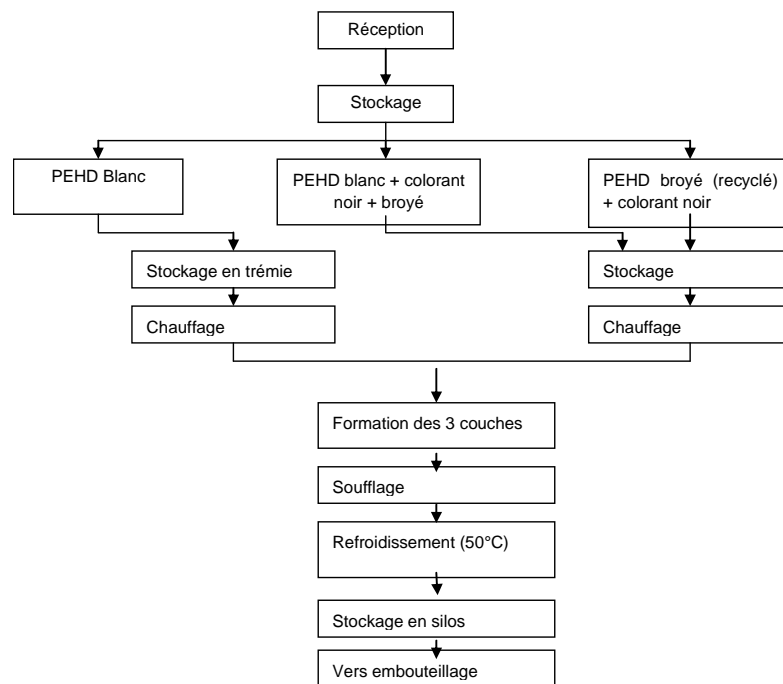 Réception
Stockage
PEHD Blanc
PEHD blanc + colorant
noir + broyé
PEHD broyé (recyclé)
+ colorant noir
Stockage en trémie
Stockage
Chauffage
Chauffage
Formation des 3 couches
Soufflage
Refroidissement (50°C)
Stockage en silos
Vers embouteillage